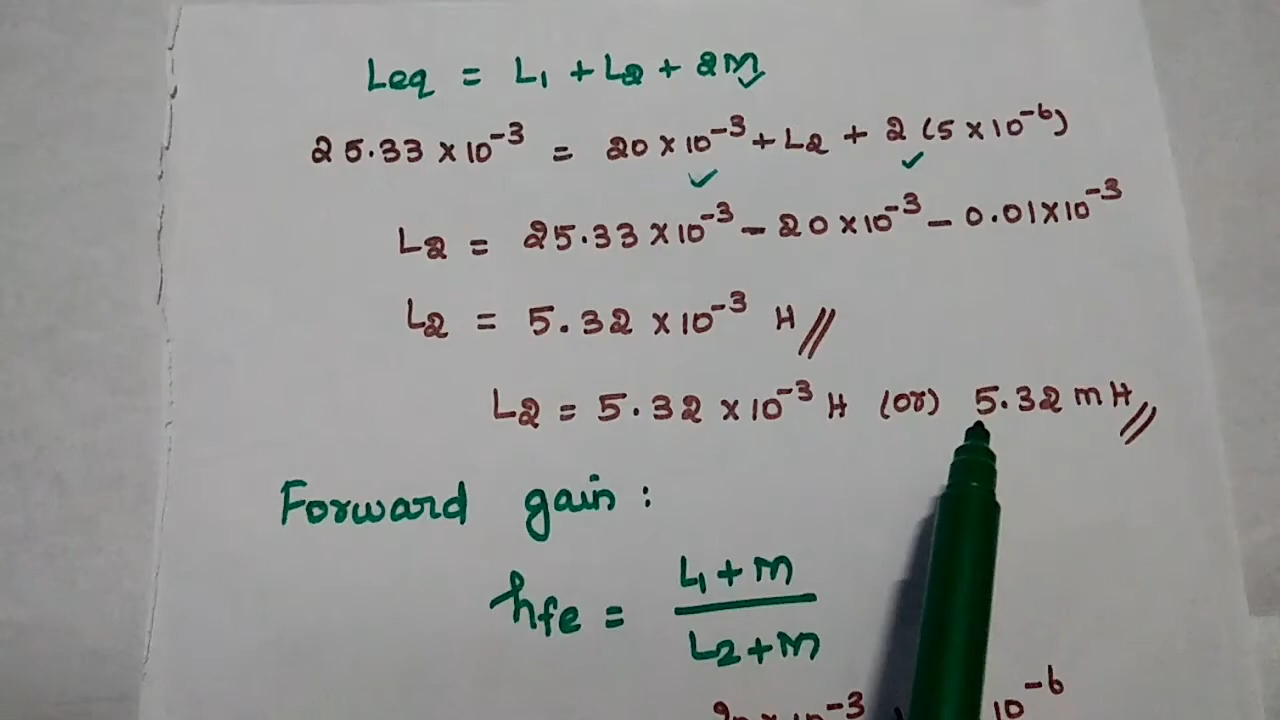 Leq = L1 + L2 + 2M
25.33 × 10^-3 = 20 × 10^-3 + L2 + 2 (5 × 10^-6)
L2 = 25.33 × 10^-3 - 20 × 10^-3 - 0.01 × 10^-3
L2 = 5.32 × 10^-3 H //
L2 = 5.32 × 10^-3 H (or) 5.32 mH //
Forward gain :
hfe = L1 + M / L2 + M
10^-6